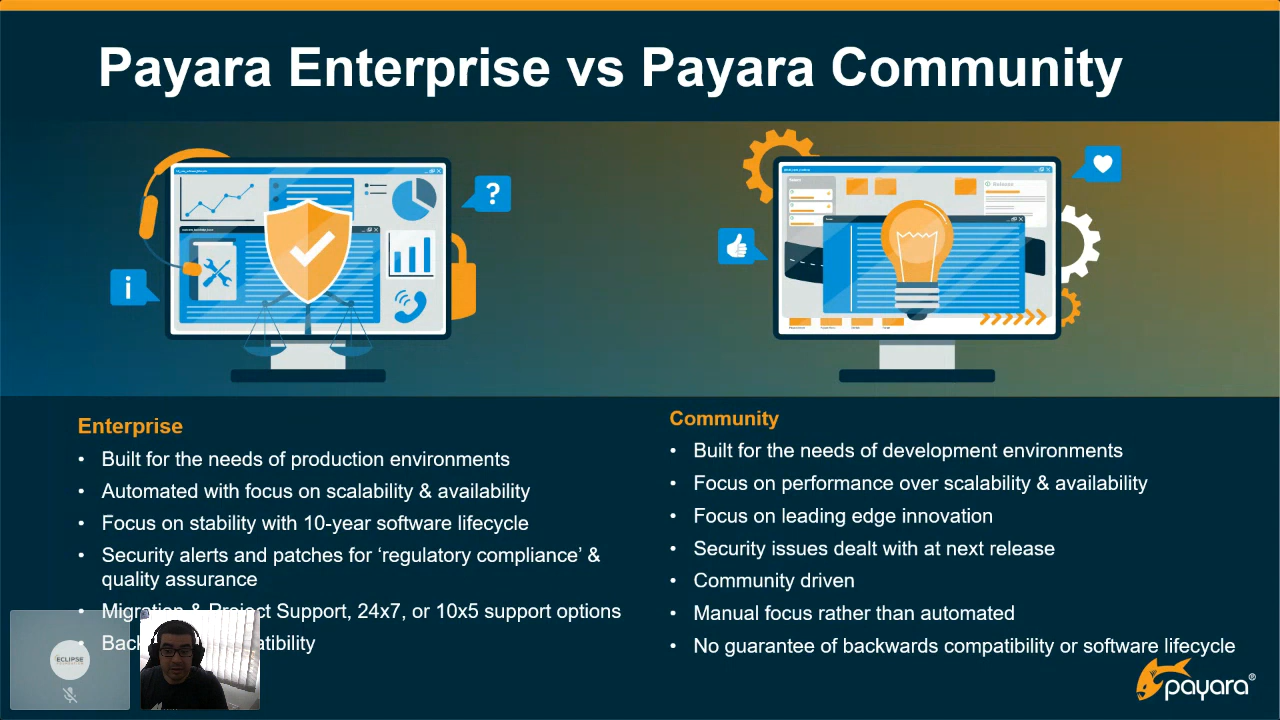 Payara Enterprise vs Payara Community
?
i
Release
Enterprise
• Built for the needs of production environments
• Automated with focus on scalability & availability
• Focus on stability with 10-year software lifecycle
• Security alerts and patches for ‘regulatory compliance’ &
quality assurance
• Migration & Project Support, 24x7, or 10x5 support options
Community
• Built for the needs of development environments
• Focus on performance over scalability & availability
• Focus on leading edge innovation
• Security issues dealt with at next release
• Community driven
• Manual focus rather than automated
• No guarantee of backwards compatibility or software lifecycle
ECLIPSE
payara®